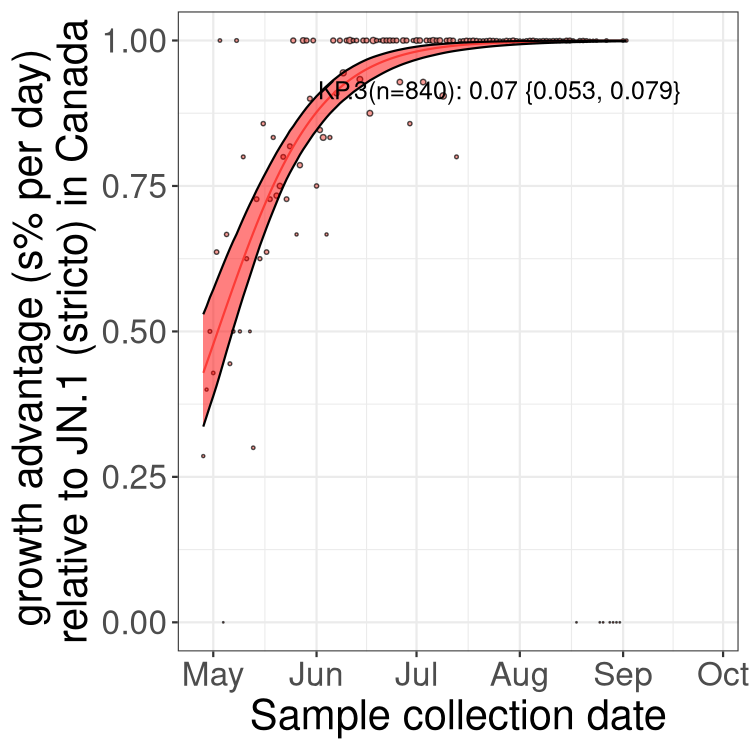 growth advantage (s% per day)
relative to JN.1 (stricto) in Canada
1.00
0.75
0.50
0.25
0.00
KP.3(n=840): 0.07 {0.053, 0.079}
May Jun Jul Aug Sep Oct
Sample collection date